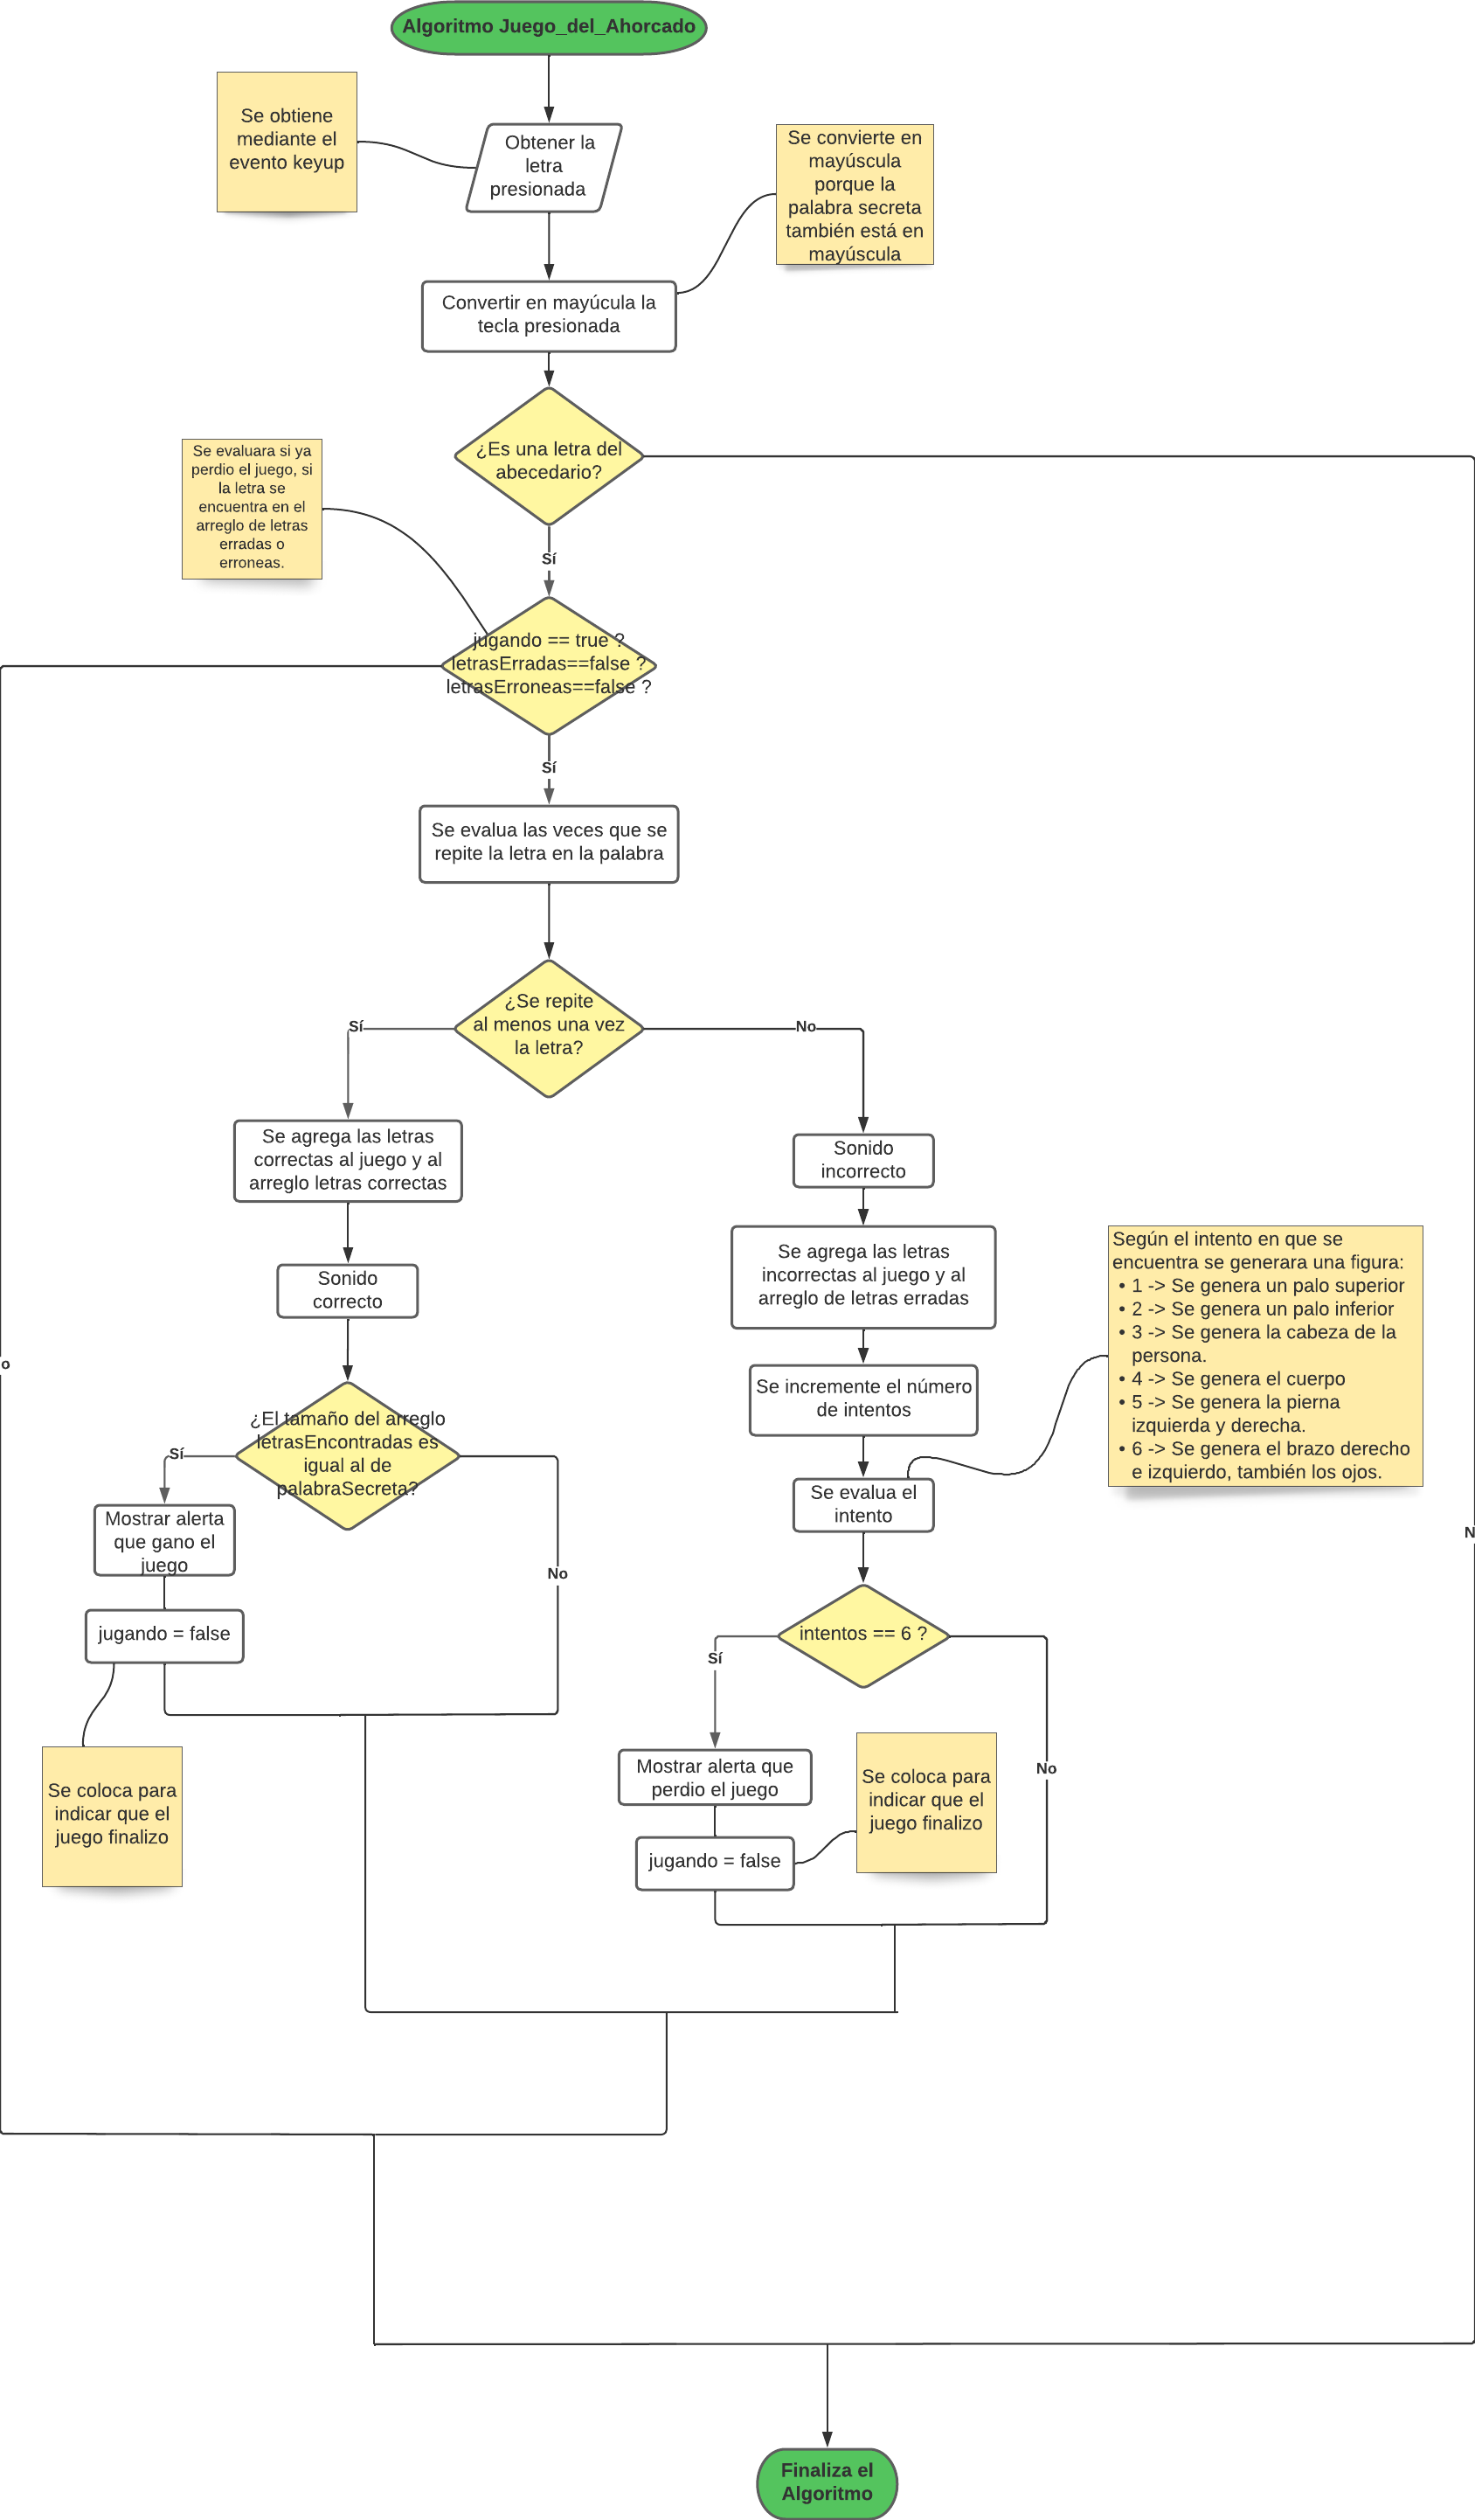 Algoritmo Juego_del_Ahorcado
Se obtiene
mediante el
evento keyup
Obtener la
letra
presionada
Se convierte en
mayúscula
porque la
palabra secreta
también está en
mayúscula
Convertir en mayúcula la
tecla presionada
¿Es una letra del
abecedario?
Se evaluara si ya
perdio el juego, si
la letra se
encuentra en el
arreglo de letras
erradas o
erroneas.
Sí
jugando == true ?
letrasErradas==false ?
letrasErroneas==false ?
Sí
Se evalua las veces que se
repite la letra en la palabra
¿Se repite
al menos una vez
la letra?
Sí
No
Se agrega las letras
correctas al juego y al
arreglo letras correctas
Sonido
incorrecto
Sonido
correcto
Se agrega las letras
incorrectas al juego y al
arreglo de letras erradas
Según el intento en que se
encuentra se generara una figura:
• 1 -> Se genera un palo superior
• 2 -> Se genera un palo inferior
• 3 -> Se genera la cabeza de la
persona.
• 4 -> Se genera el cuerpo
• 5 -> Se genera la pierna
izquierda y derecha.
• 6 -> Se genera el brazo derecho
e izquierdo, también los ojos.
o
Se incremente el número
de intentos
¿El tamaño del arreglo
letrasEncontradas es
igual al de
palabraSecreta?
Sí
No
Se evalua el
intento
N
Mostrar alerta
que gano el
juego
jugando = false
intentos == 6 ?
Sí
No
Se coloca para
indicar que el
juego finalizo
Mostrar alerta que
perdio el juego
Se coloca para
indicar que el
juego finalizo
jugando = false
Finaliza el
Algoritmo